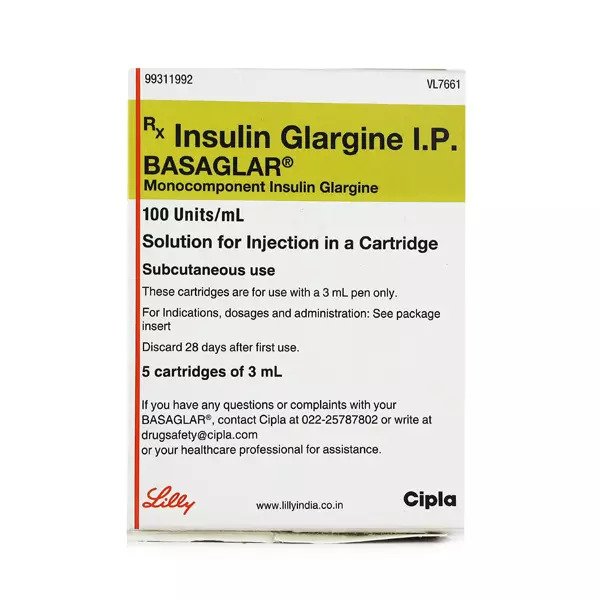 99311992 VL7661
Rx Insulin Glargine I.P.
BASAGLAR®
Monocomponent Insulin Glargine
100 Units/mL
Solution for Injection in a Cartridge
Subcutaneous use
These cartridges are for use with a 3 mL pen only.
For Indications, dosages and administration: See package
insert
Discard 28 days after first use.
5 cartridges of 3 mL
If you have any questions or complaints with your
BASAGLAR®, contact Cipla at 022-25787802 or write at
drugsafety@cipla.com
or your healthcare professional for assistance.
Lilly www.lillyindia.co.in Cipla